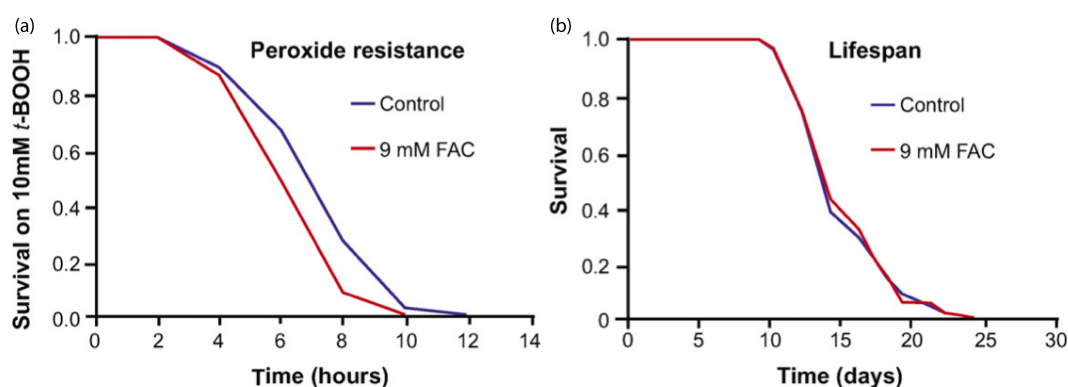 (a)
Peroxide resistance
Survival on 10mM t-BOOH
1.0
0.8
0.6
0.4
0.2
0.0
Control
9 mM FAC
0 2 4 6 8 10 12 14
Time (hours)
(b)
Lifespan
Survival
1.0
0.8
0.6
0.4
0.2
0
Control
9 mM FAC
0 5 10 15 20 25 30
Time (days)